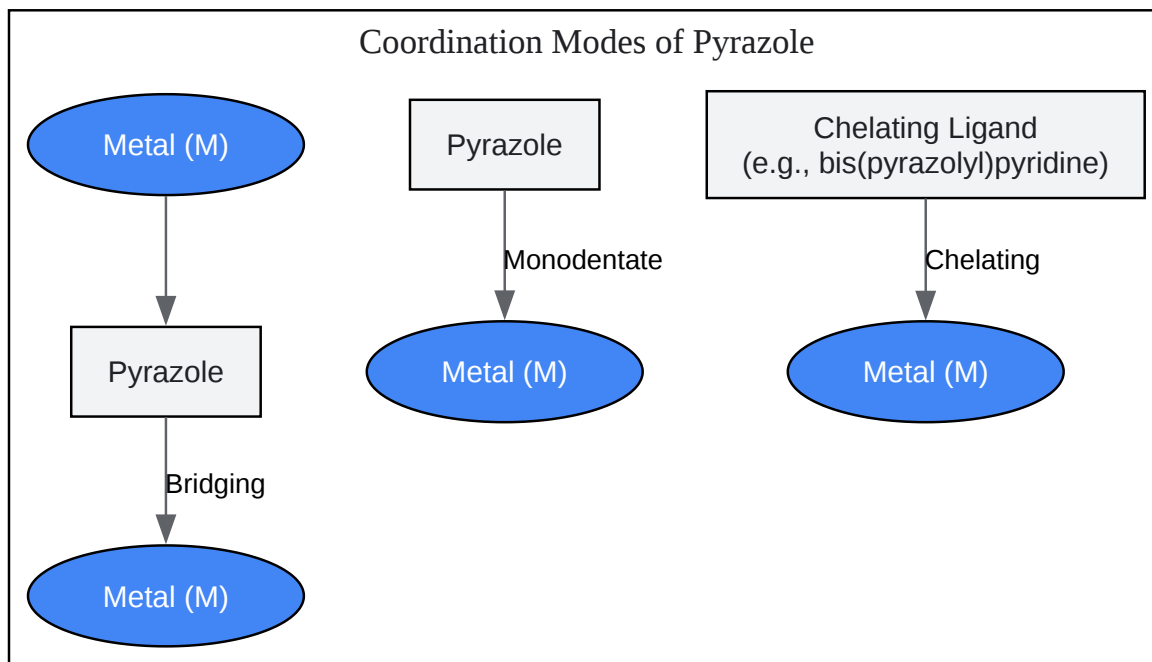 Coordination Modes of Pyrazole
Metal (M)
Pyrazole
Bridging
Metal (M)
Pyrazole
Monodentate
Metal (M)
Chelating Ligand
(e.g., bis(pyrazolyl)pyridine)
Chelating
Metal (M)